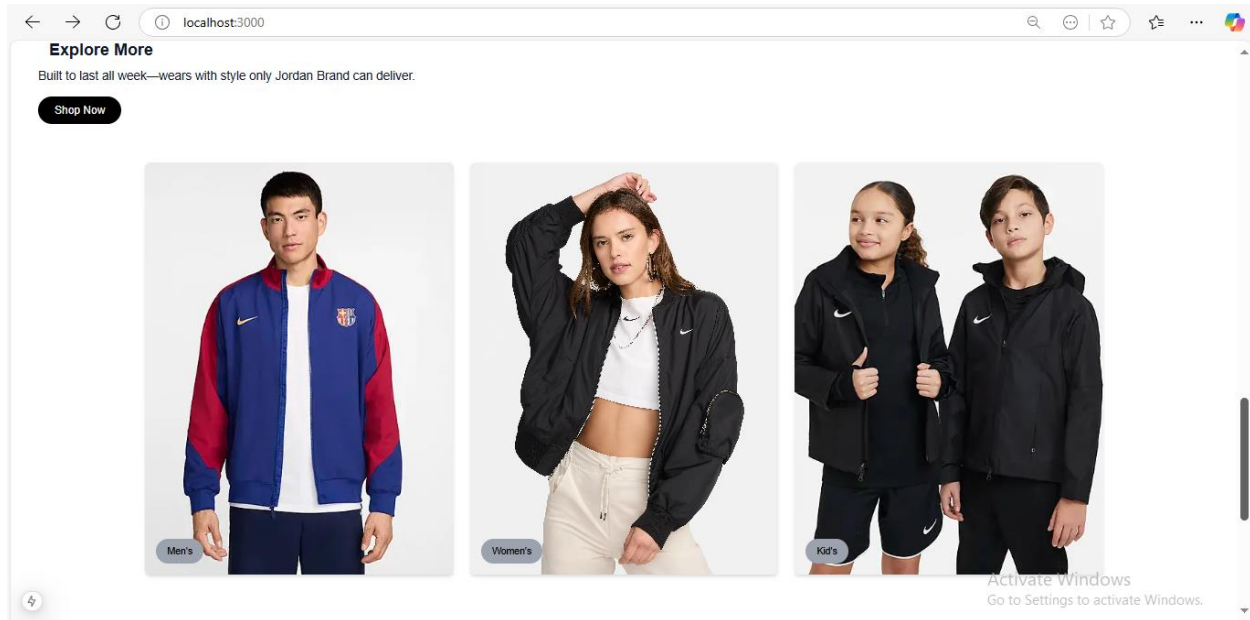 localhost:3000
Explore More
Built to last all week—wears with style only Jordan Brand can deliver.
Shop Now
Men's
Women's
Kid's
Activate Windows
Go to Settings to activate Windows.